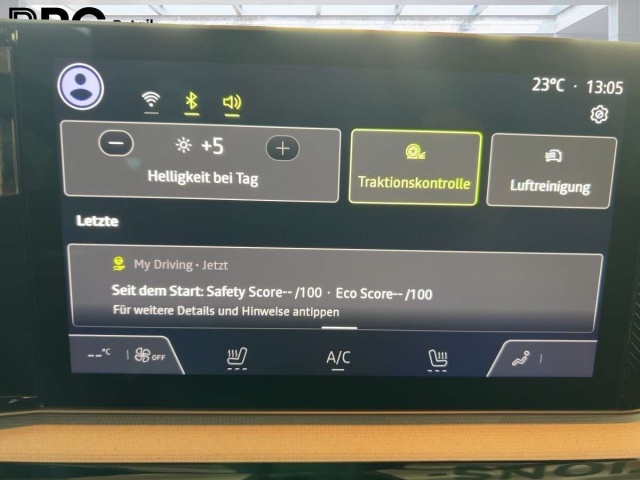 23°C · 13:05
+5
Helligkeit bei Tag
Traktionskontrolle
Luftreinigung
Letzte
My Driving • Jetzt
Seit dem Start: Safety Score-- /100 · Eco Score-- /100
Für weitere Details und Hinweise antippen
--°C
OFF
A/C